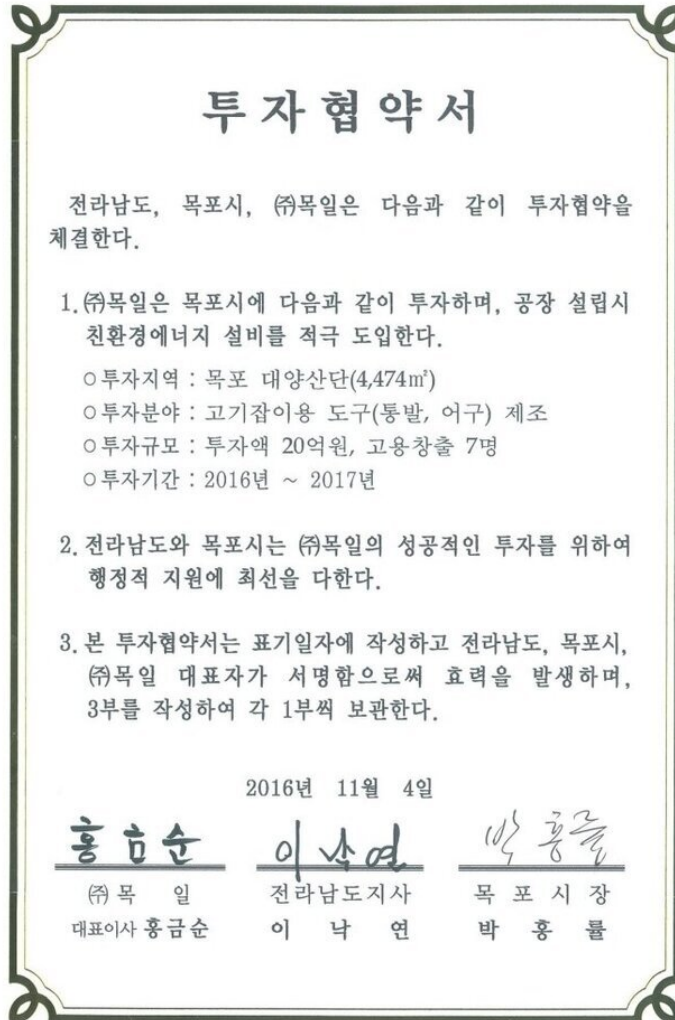 투자협약서
전라남도, 목포시, ㈜목일은 다음과 같이 투자협약을
체결한다.
1. ㈜목일은 목포시에 다음과 같이 투자하며, 공장 설립시
친환경에너지 설비를 적극 도입한다.
○ 투자지역 : 목포 대양산단(4,474㎡)
○ 투자분야 : 고기잡이용 도구(통발, 어구) 제조
○ 투자규모 : 투자액 20억원, 고용창출 7명
○ 투자기간 : 2016년 ~ 2017년
2. 전라남도와 목포시는 ㈜목일의 성공적인 투자를 위하여
행정적 지원에 최선을 다한다.
3. 본 투자협약서는 표기일자에 작성하고 전라남도, 목포시,
㈜목일 대표자가 서명함으로써 효력을 발생하며,
3부를 작성하여 각 1부씩 보관한다.
2016년 11월 4일
홍금순 이낙연 박홍률
㈜목 일 전라남도지사 목포시장
대표이사 홍금순 이 낙 연 박 홍 률